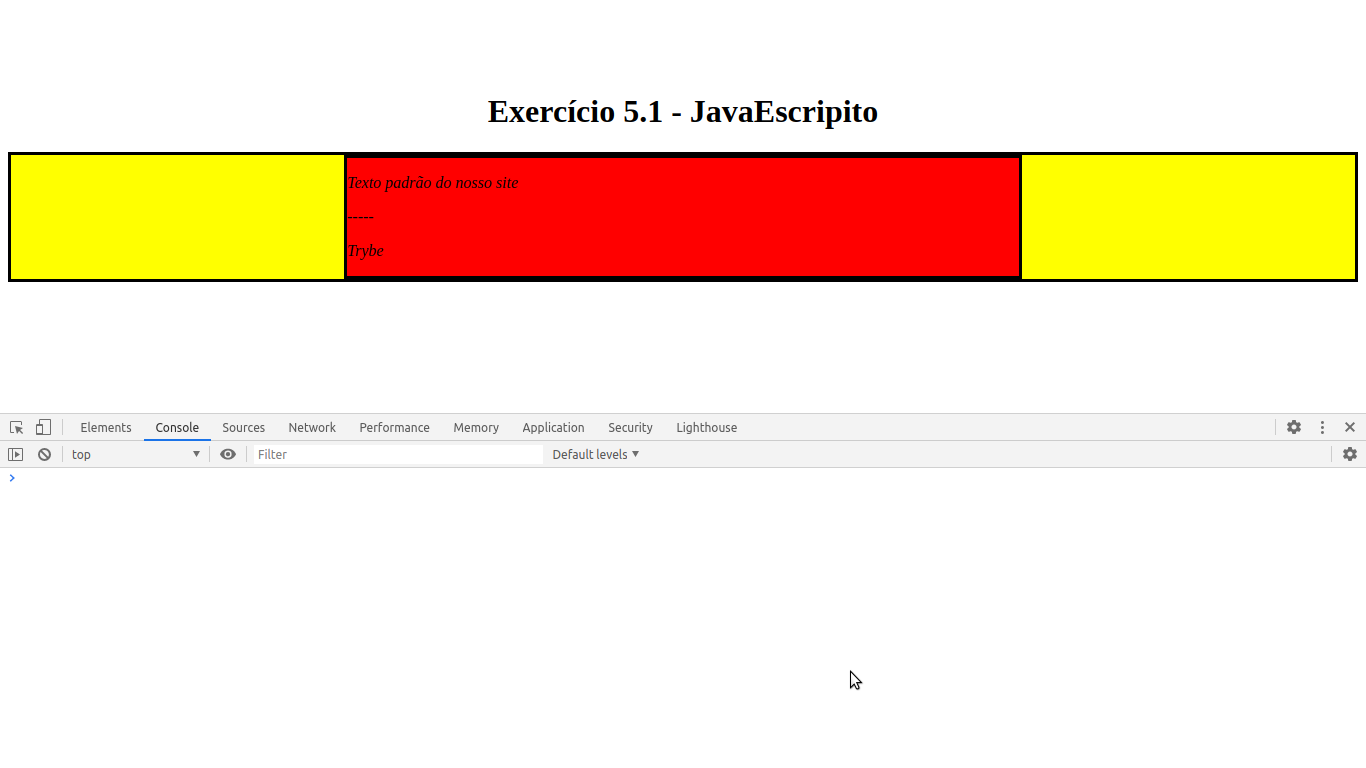 Exercício 5.1 - JavaEscripito
Texto padrão do nosso site
-----
Trybe
Elements Console Sources Network Performance Memory Application Security Lighthouse
top Filter Default levels